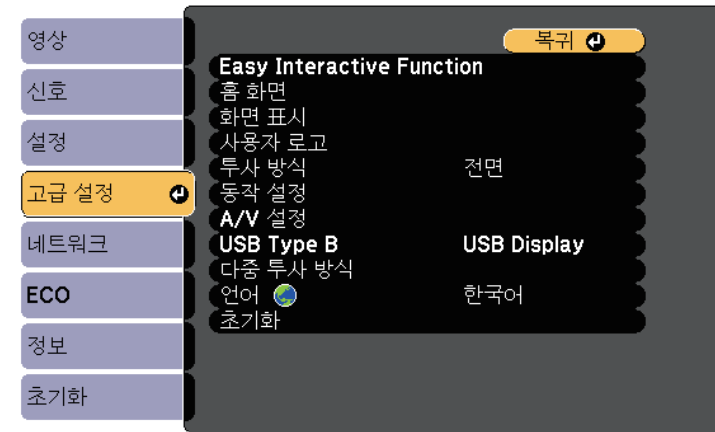 영상
신호
설정
고급 설정
네트워크
ECO
정보
초기화
복귀
Easy Interactive Function
홈 화면
화면 표시
사용자 로고
투사 방식 전면
동작 설정
A/V 설정
USB Type B USB Display
다중 투사 방식
언어 한국어
초기화